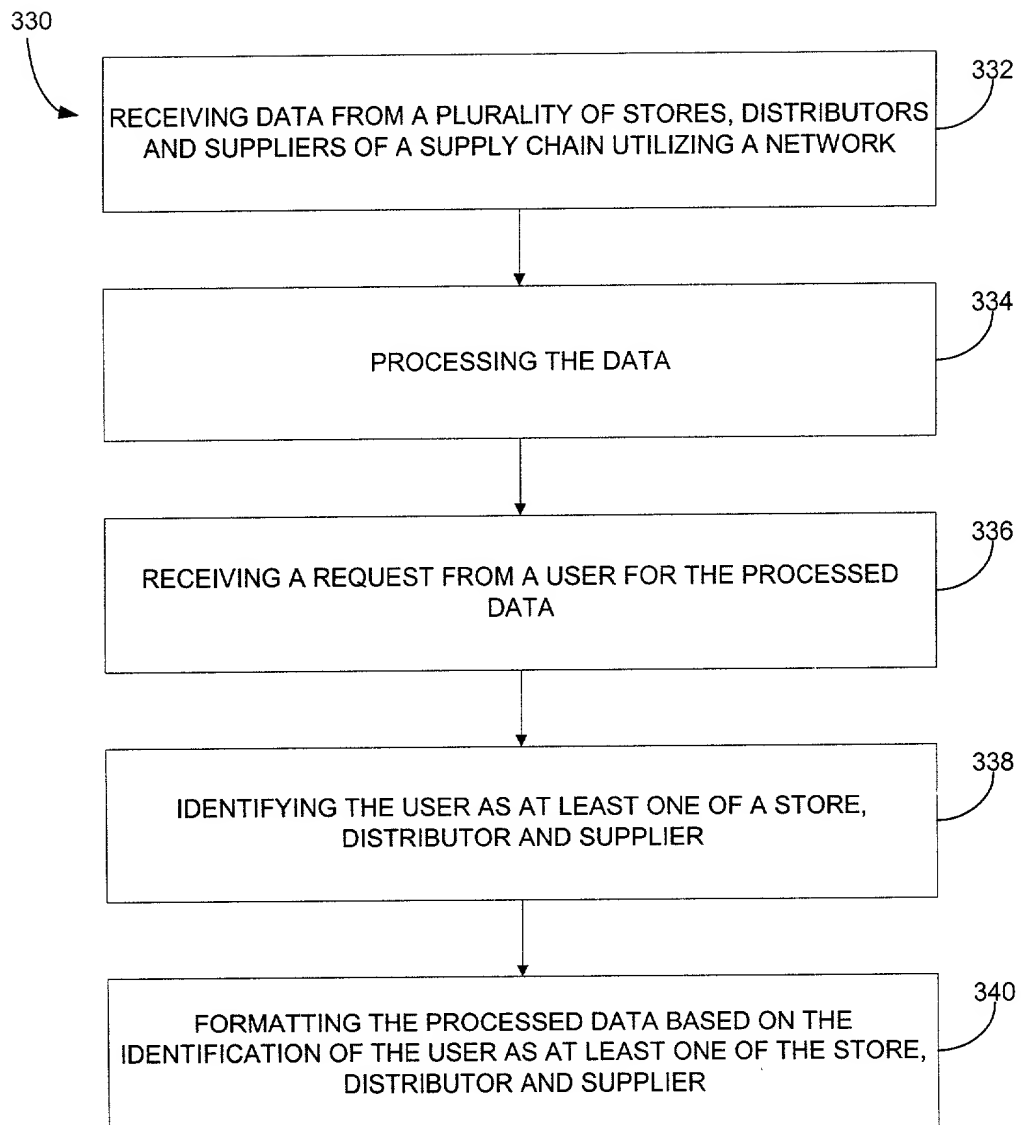 330
332
RECEIVING DATA FROM A PLURALITY OF STORES, DISTRIBUTORS
AND SUPPLIERS OF A SUPPLY CHAIN UTILIZING A NETWORK
334
PROCESSING THE DATA
336
RECEIVING A REQUEST FROM A USER FOR THE PROCESSED
DATA
338
IDENTIFYING THE USER AS AT LEAST ONE OF A STORE,
DISTRIBUTOR AND SUPPLIER
340
FORMATTING THE PROCESSED DATA BASED ON THE
IDENTIFICATION OF THE USER AS AT LEAST ONE OF THE STORE,
DISTRIBUTOR AND SUPPLIER